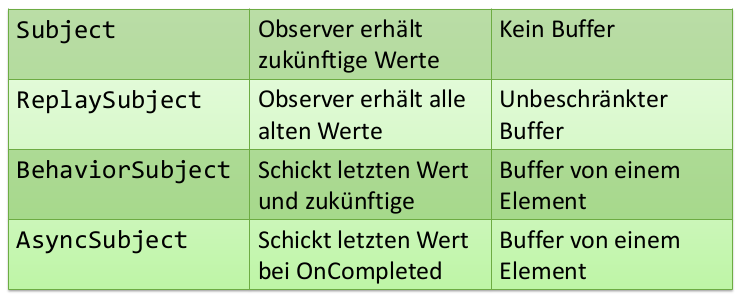 Subject
Observer erhält
zukünftige Werte
Kein Buffer
ReplaySubject
Observer erhält alle
alten Werte
Unbeschränkter
Buffer
BehaviorSubject
Schickt letzten Wert
und zukünftige
Buffer von einem
Element
AsyncSubject
Schickt letzten Wert
bei OnCompleted
Buffer von einem
Element